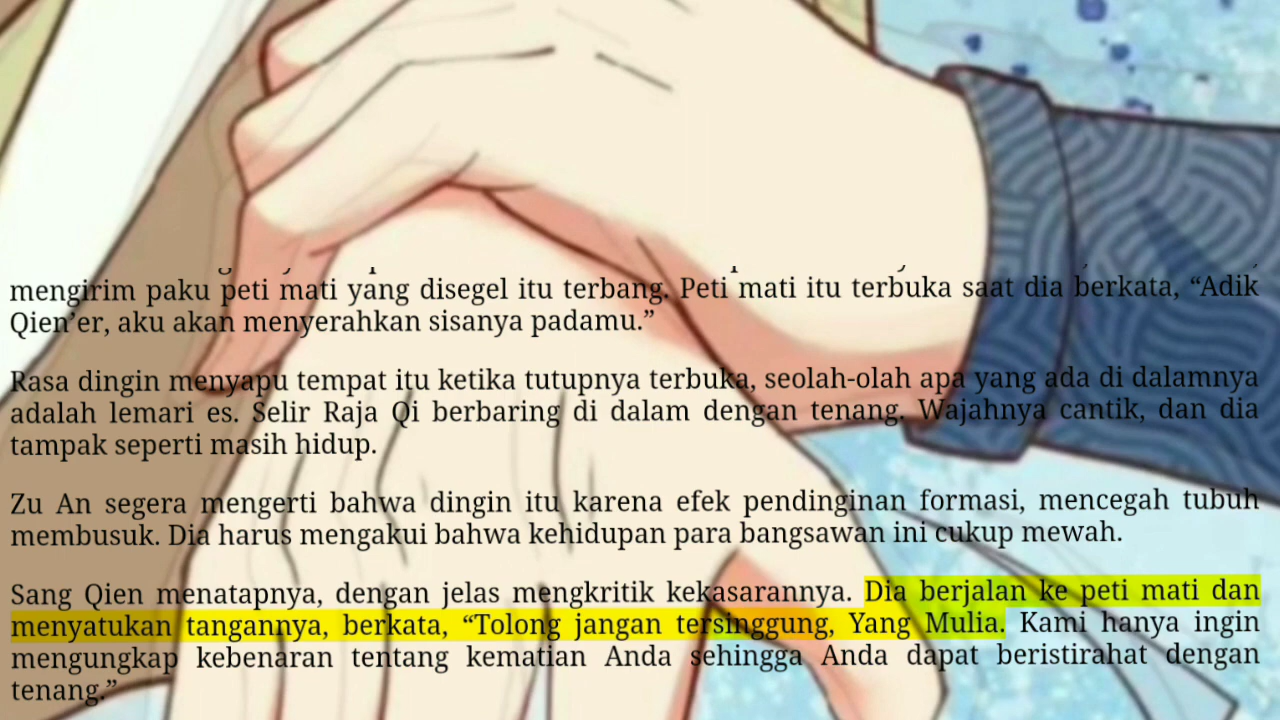 mengirim paku peti mati yang disegel itu terbang. Peti mati itu terbuka saat dia berkata, “Adik
Qien’er, aku akan menyerahkan sisanya padamu.”
Rasa dingin menyapu tempat itu ketika tutupnya terbuka, seolah-olah apa yang ada di dalamnya
adalah lemari es. Selir Raja Qi berbaring di dalam dengan tenang. Wajahnya cantik, dan dia
tampak seperti masih hidup.
Zu An segera mengerti bahwa dingin itu karena efek pendinginan formasi, mencegah tubuh
membusuk. Dia harus mengakui bahwa kehidupan para bangsawan ini cukup mewah.
Sang Qien menatapnya, dengan jelas mengkritik kekasarannya. Dia berjalan ke peti mati dan
menyatukan tangannya, berkata, “Tolong jangan tersinggung, Yang Mulia. Kami hanya ingin
mengungkap kebenaran tentang kematian Anda sehingga Anda dapat beristirahat dengan
tenang.”